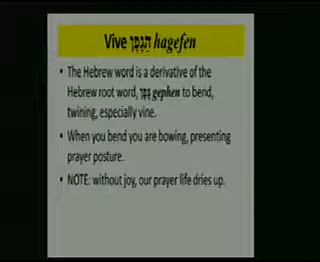 Vive הַגֶּפֶן hagefen
• The Hebrew word is a derivative of the
Hebrew root word, גֶּפֶן gephen to bend,
twining, especially vine.
• When you bend you are bowing, presenting
prayer posture.
• NOTE: without joy, our prayer life dries up.